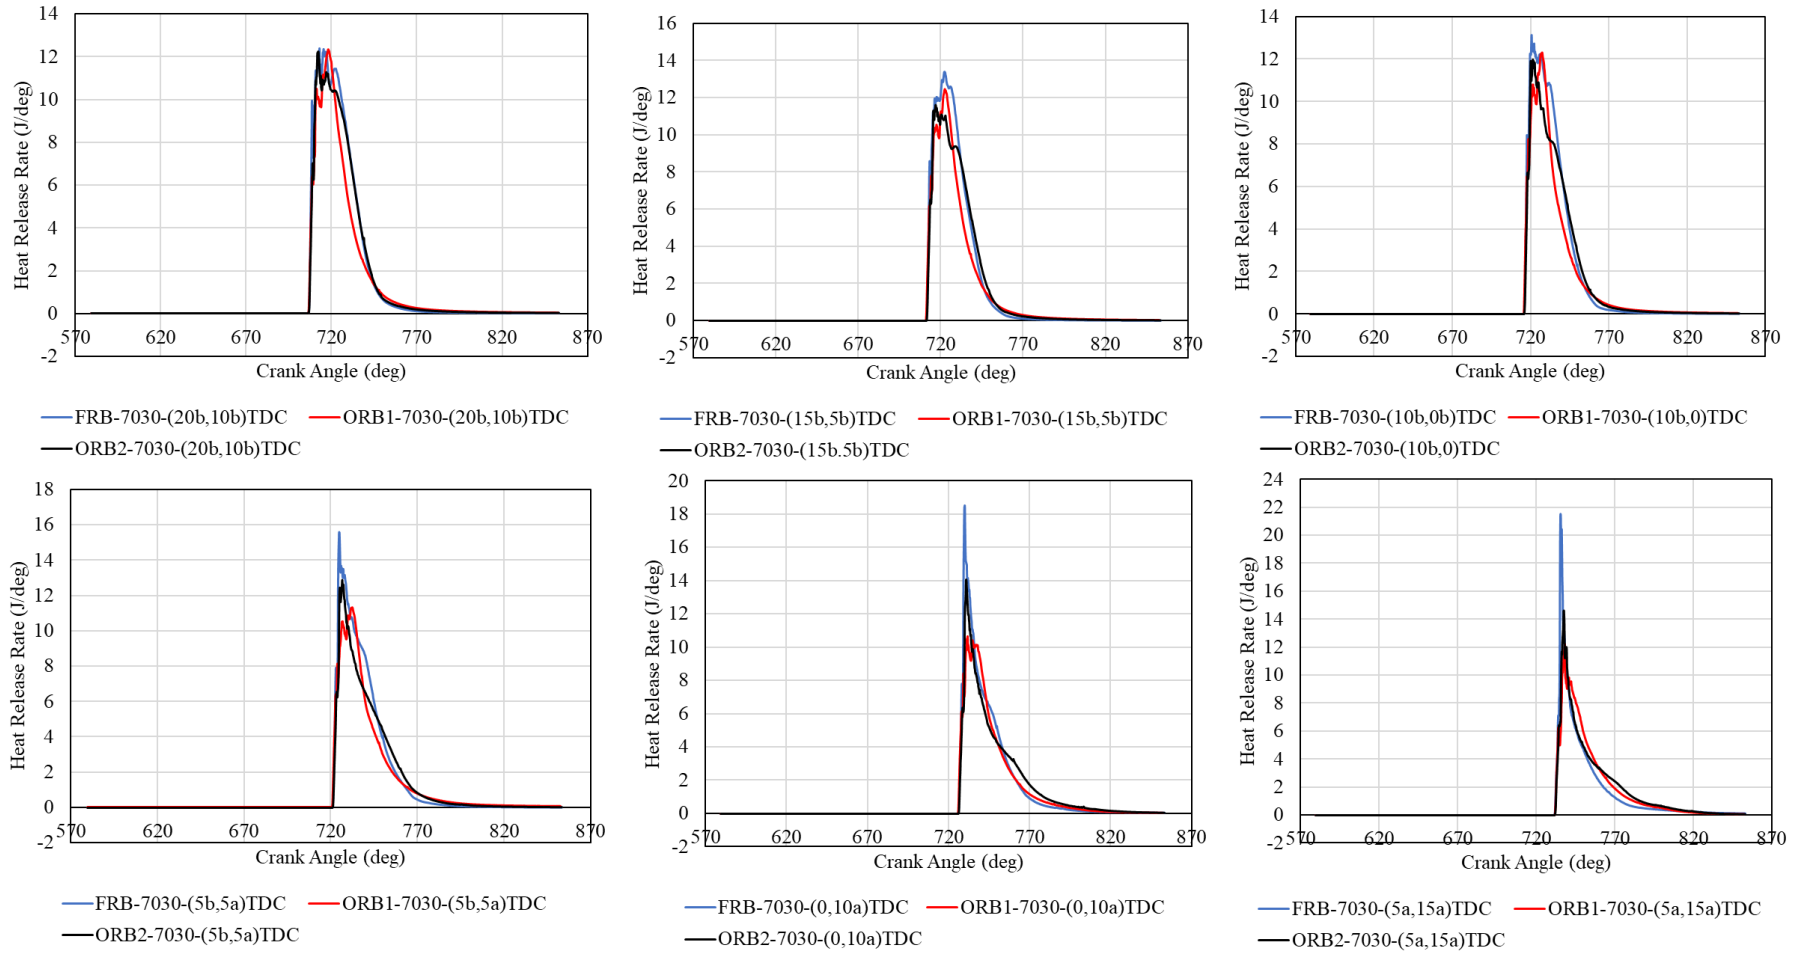 14
12
10
8
6
4
2
0
-2
570 620 670 720 770 820 870
Heat Release Rate (J/deg)
Crank Angle (deg)
FRB-7030-(20b,10b)TDC ORB1-7030-(20b,10b)TDC
ORB2-7030-(20b,10b)TDC
16
14
12
10
8
6
4
2
0
-2
570 620 670 720 770 820 870
Heat Release Rate (J/deg)
Crank Angle (deg)
FRB-7030-(15b,5b)TDC ORB1-7030-(15b,5b)TDC
ORB2-7030-(15b.5b)TDC
14
12
10
8
6
4
2
0
-2
570 620 670 720 770 820 870
Heat Release Rate (J/deg)
Crank Angle (deg)
FRB-7030-(10b,0b)TDC ORB1-7030-(10b,0)TDC
ORB2-7030-(10b,0)TDC
18
16
14
12
10
8
6
4
2
0
-2
570 620 670 720 770 820 870
Heat Release Rate (J/deg)
Crank Angle (deg)
FRB-7030-(5b,5a)TDC ORB1-7030-(5b,5a)TDC
ORB2-7030-(5b,5a)TDC
20
18
16
14
12
10
8
6
4
2
0
-2
570 620 670 720 770 820 870
Heat Release Rate (J/deg)
Crank Angle (deg)
FRB-7030-(0,10a)TDC ORB1-7030-(0,10a)TDC
ORB2-7030-(0,10a)TDC
24
22
20
18
16
14
12
10
8
6
4
2
0
-2
570 620 670 720 770 820 870
Heat Release Rate (J/deg)
Crank Angle (deg)
FRB-7030-(5a,15a)TDC ORB1-7030-(5a,15a)TDC
ORB2-7030-(5a,15a)TDC